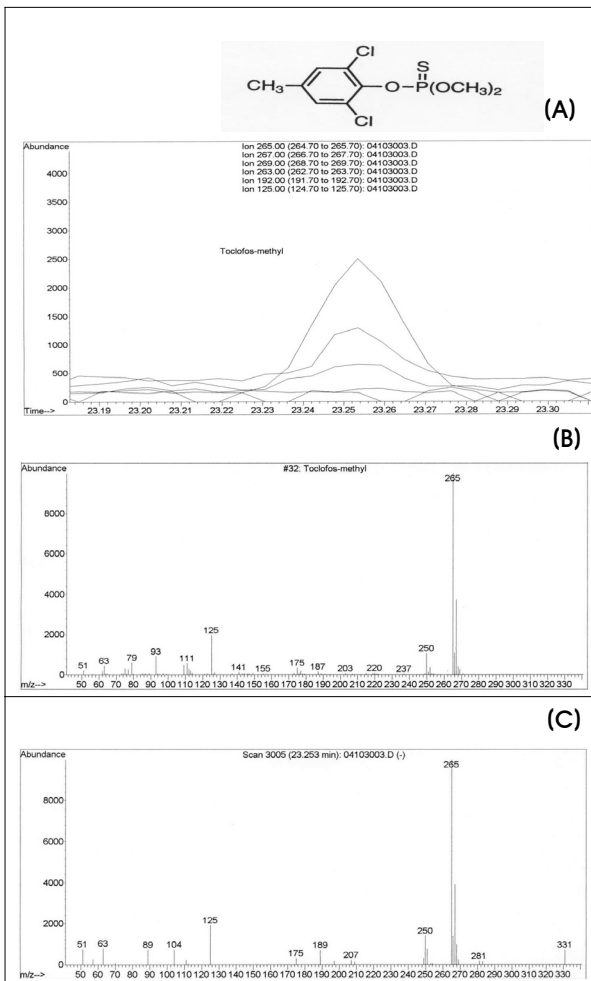 Cl
S
CH₃
O
P(OCH₃)₂
Cl
(A)
Abundance
Ion 265.00 (264.70 to 265.70): 04103003.D
Ion 267.00 (266.70 to 267.70): 04103003.D
Ion 269.00 (268.70 to 269.70): 04103003.D
Ion 263.00 (262.70 to 263.70): 04103003.D
Ion 192.00 (191.70 to 192.70): 04103003.D
Ion 125.00 (124.70 to 125.70): 04103003.D
4000
3500
3000
Toclofos-methyl
2500
2000
1500
1000
500
0
Time--> 23.19 23.20 23.21 23.22 23.23 23.24 23.25 23.26 23.27 23.28 23.29 23.30
(B)
Abundance
#32: Toclofos-methyl
265
8000
6000
4000
2000
0
51 63 79 93 111 125 141 155 175 187 203 220 237 250
m/z--> 50 60 70 80 90 100 110 120 130 140 150 160 170 180 190 200 210 220 230 240 250 260 270 280 290 300 310 320 330
(C)
Abundance
Scan 3005 (23.253 min): 04103003.D (-)
265
8000
6000
4000
2000
0
51 63 89 104 125 175 189 207 250 281 331
m/z--> 50 60 70 80 90 100 110 120 130 140 150 160 170 180 190 200 210 220 230 240 250 260 270 280 290 300 310 320 330